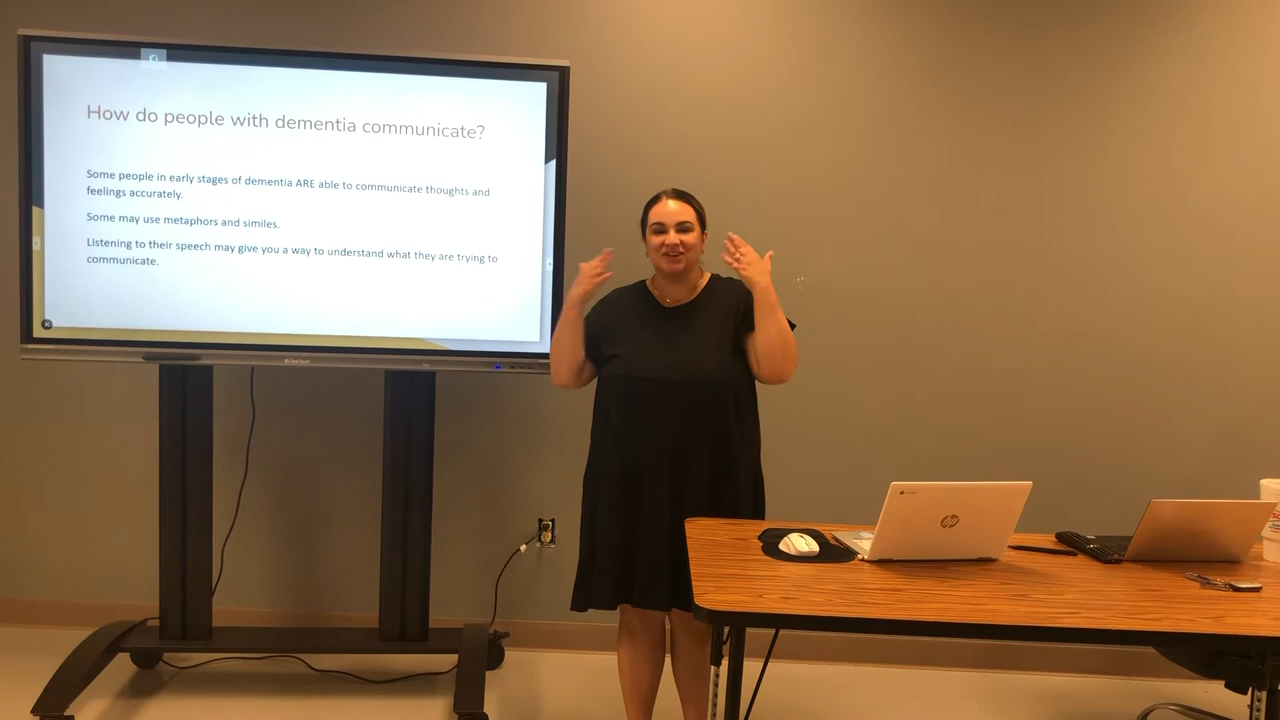 How do people with dementia communicate?
Some people in early stages of dementia ARE able to communicate thoughts and
feelings accurately.
Some may use metaphors and similes.
Listening to their speech may give you a way to understand what they are trying to
communicate.
hp